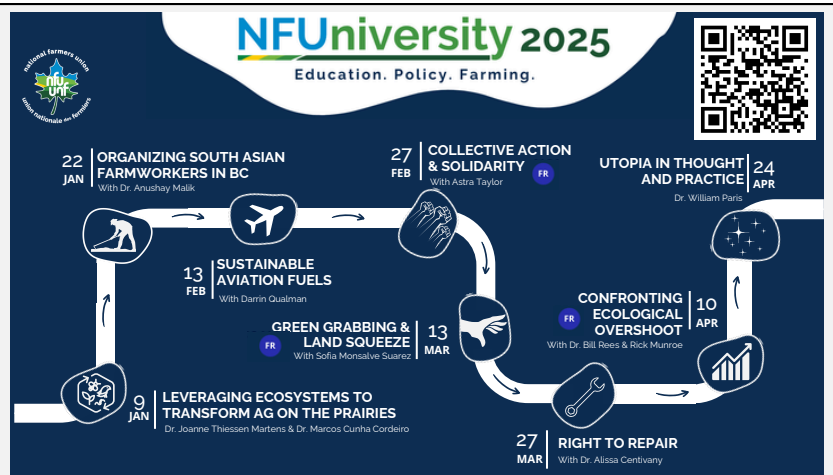 NFUniversity 2025
Education. Policy. Farming.
national farmers union
nfu
unf
union nationale des fermiers
22
JAN
ORGANIZING SOUTH ASIAN
FARMWORKERS IN BC
With Dr. Anushay Malik
27
FEB
COLLECTIVE ACTION
& SOLIDARITY
FR
With Astra Taylor
UTOPIA IN THOUGHT
AND PRACTICE
24
APR
Dr. William Paris
13
FEB
SUSTAINABLE
AVIATION FUELS
With Darrin Qualman
GREEN GRABBING &
LAND SQUEEZE
FR
With Sofia Monsalve Suarez
13
MAR
CONFRONTING
ECOLOGICAL
OVERSHOOT
FR
With Dr. Bill Rees & Rick Munroe
10
APR
9
JAN
LEVERAGING ECOSYSTEMS TO
TRANSFORM AG ON THE PRAIRIES
Dr. Joanne Thiessen Martens & Dr. Marcos Cunha Cordeiro
27
MAR
RIGHT TO REPAIR
With Dr. Alissa Centivany